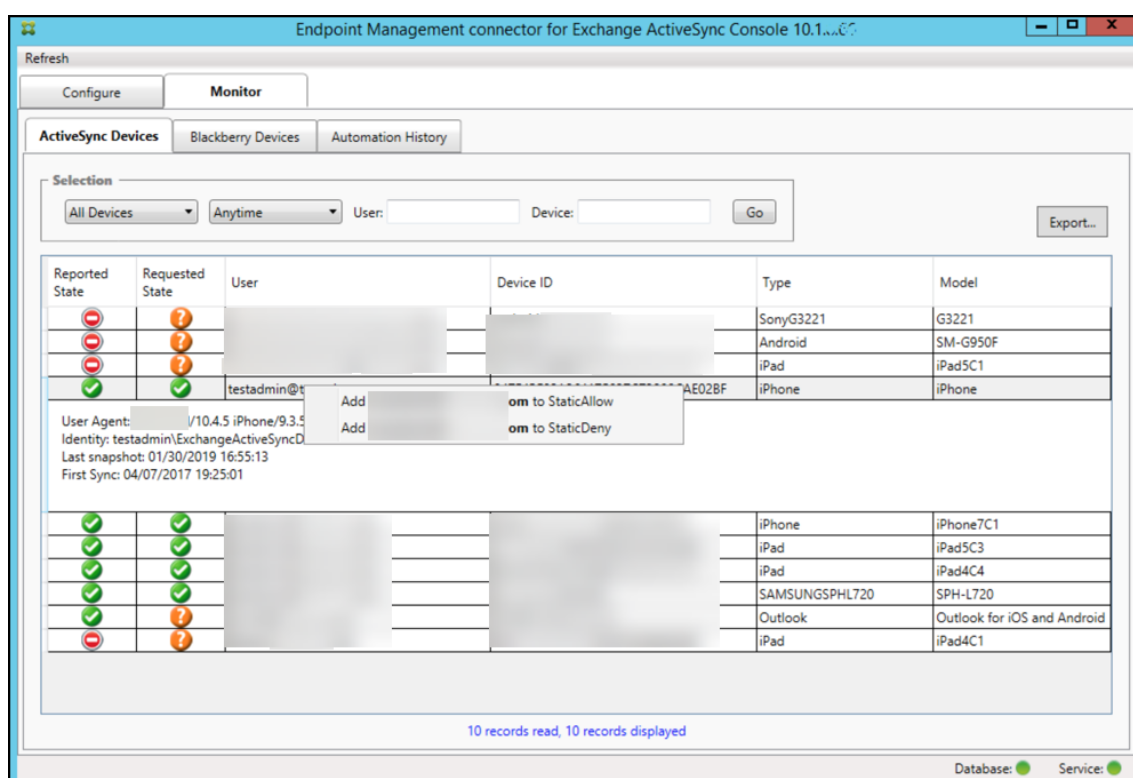 Endpoint Management connector for Exchange ActiveSync Console 10.1
Refresh
Configure Monitor
ActiveSync Devices Blackberry Devices Automation History
Selection
All Devices Anytime User: Device: Go
Export...
Reported State Requested State User Device ID Type Model
SonyG3221 G3221
Android SM-G950F
iPad iPad5C1
testadmin@t AE02BF iPhone iPhone
Add om to StaticAllow
Add om to StaticDeny
User Agent: /10.4.5 iPhone/9.3.5
Identity: testadmin\ExchangeActiveSyncD
Last snapshot: 01/30/2019 16:55:13
First Sync: 04/07/2017 19:25:01
iPhone iPhone7C1
iPad iPad5C3
iPad iPad4C4
SAMSUNGSPHL720 SPH-L720
Outlook Outlook for iOS and Android
iPad iPad4C1
10 records read, 10 records displayed
Database: Service: